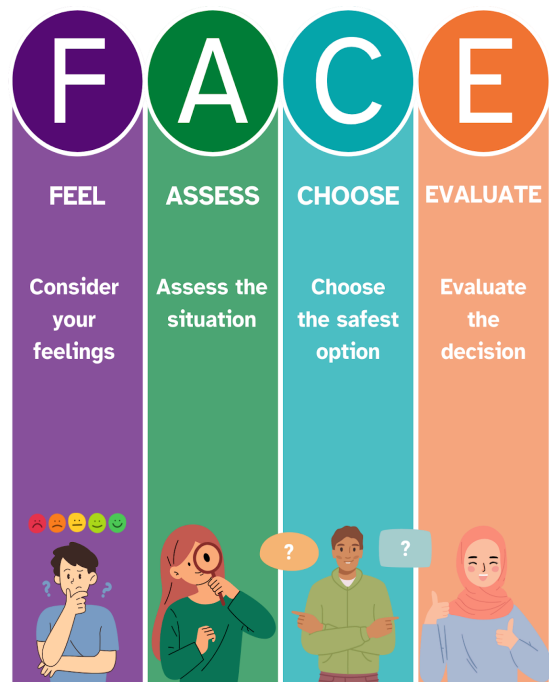 F A C E
FEEL
Consider
your
feelings
ASSESS
Assess the
situation
CHOOSE
Choose
the safest
option
EVALUATE
Evaluate
the
decision
? ?
? ?